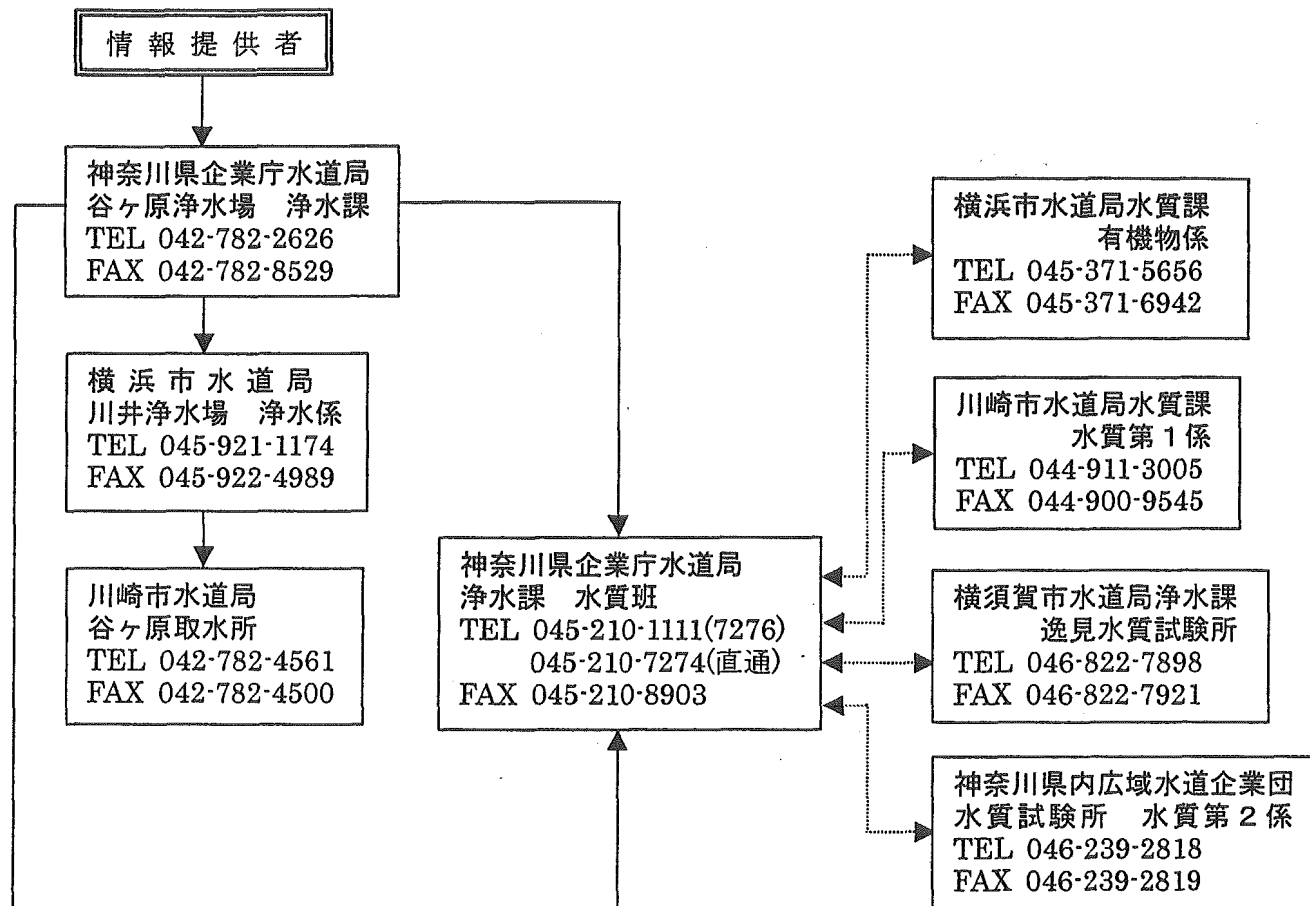 情報提供者
神奈川県企業庁水道局
谷ヶ原浄水場　浄水課
TEL 042-782-2626
FAX 042-782-8529
横浜市水道局
川井浄水場　浄水係
TEL 045-921-1174
FAX 045-922-4989
川崎市水道局
谷ヶ原取水所
TEL 042-782-4561
FAX 042-782-4500
神奈川県企業庁水道局
浄水課　水質班
TEL 045-210-1111(7276)
045-210-7274(直通)
FAX 045-210-8903
横浜市水道局水質課
有機物係
TEL 045-371-5656
FAX 045-371-6942
川崎市水道局水質課
水質第1係
TEL 044-911-3005
FAX 044-900-9545
横須賀市水道局浄水課
逸見水質試験所
TEL 046-822-7898
FAX 046-822-7921
神奈川県内広域水道企業団
水質試験所　水質第2係
TEL 046-239-2818
FAX 046-239-2819